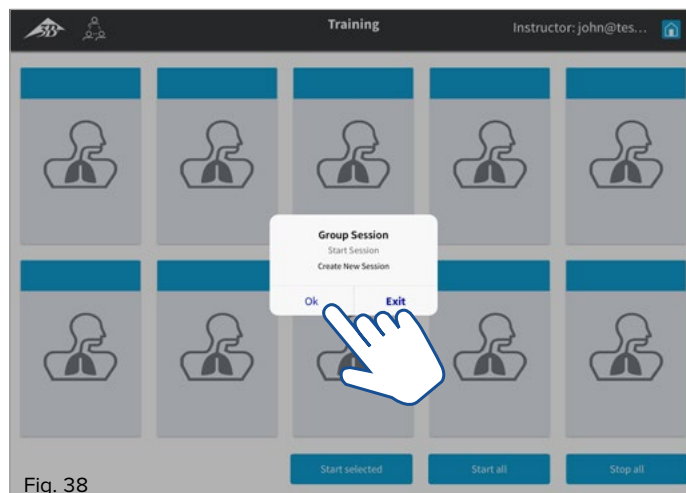 3B
Training
Instructor: john@tes...
Group Session
Start Session
Create New Session
Ok
Exit
Start selected
Start all
Stop all
Fig. 38